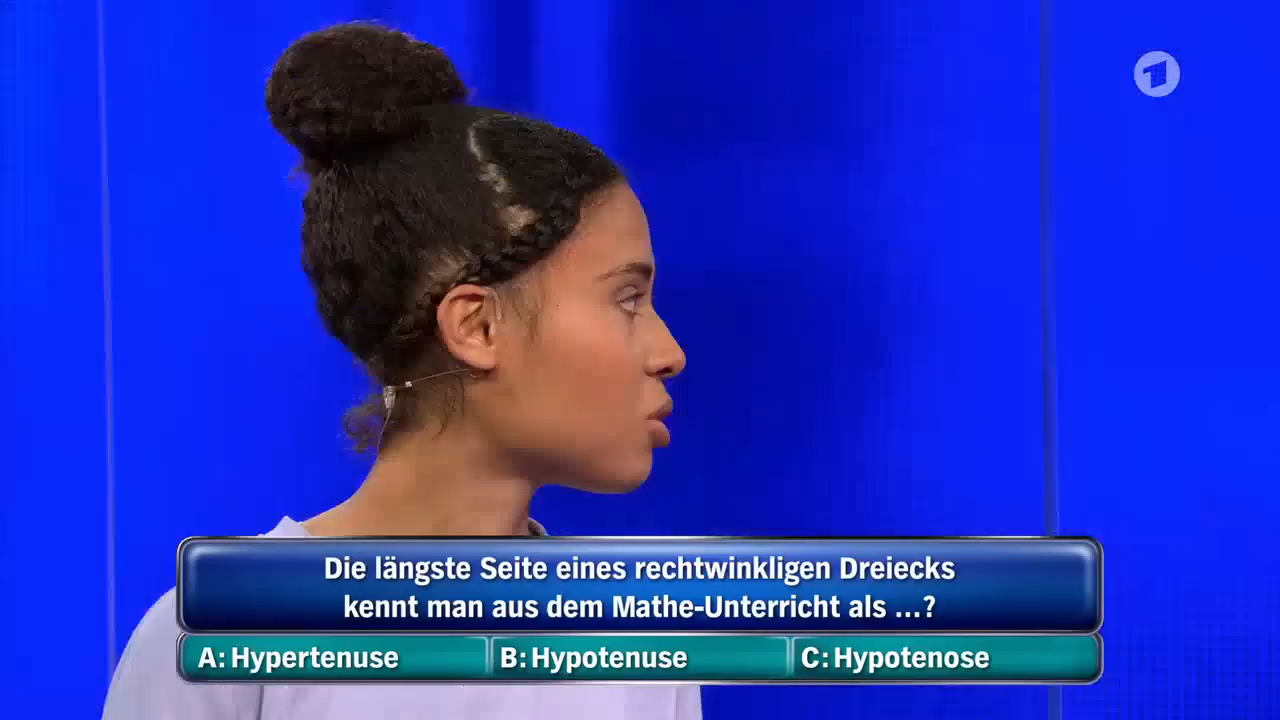 Die längste Seite eines rechtwinkligen Dreiecks
kennt man aus dem Mathe-Unterricht als ...?
A: Hypertenuse B: Hypotenuse C: Hypotenose